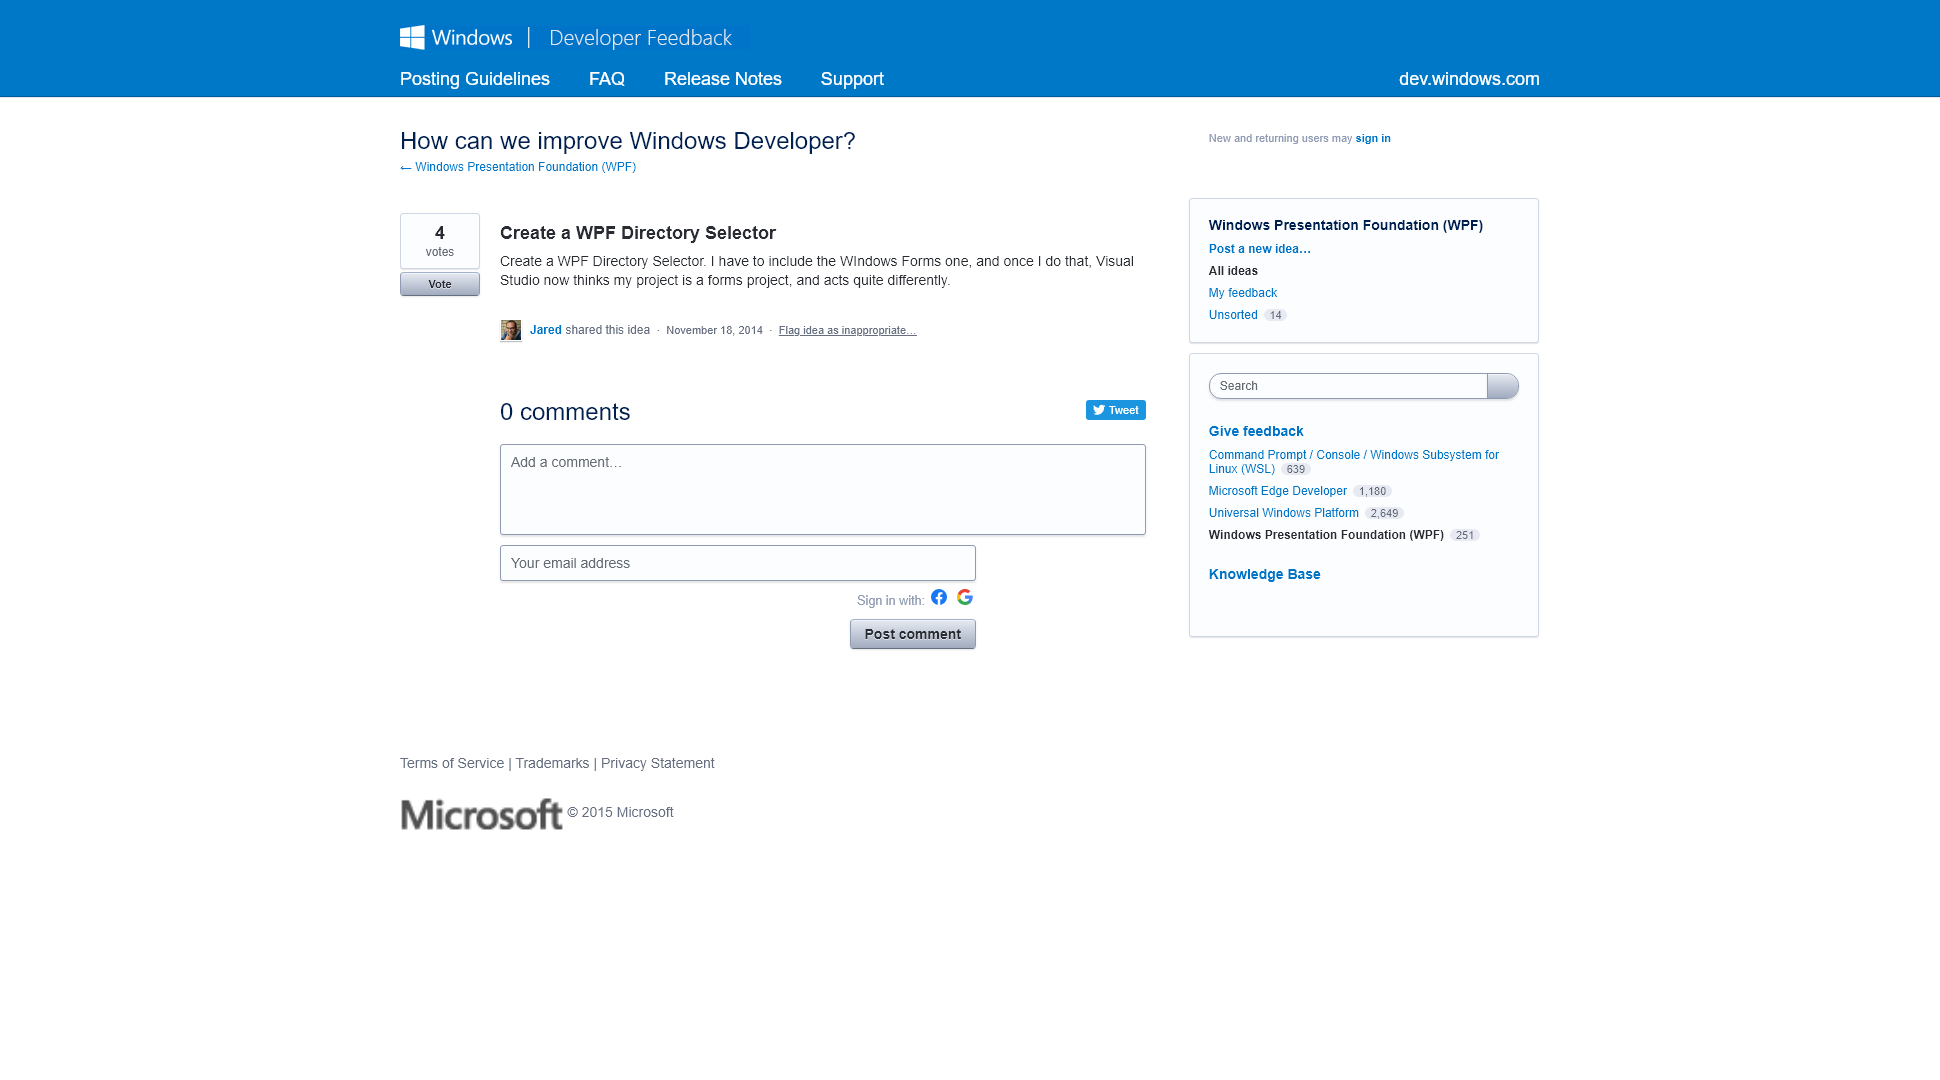 Windows | Developer Feedback
Posting Guidelines FAQ Release Notes Support dev.windows.com
How can we improve Windows Developer?
← Windows Presentation Foundation (WPF)
New and returning users may sign in
4
votes
Vote
Create a WPF Directory Selector
Create a WPF Directory Selector. I have to include the WIndows Forms one, and once I do that, Visual
Studio now thinks my project is a forms project, and acts quite differently.
Jared shared this idea · November 18, 2014 · Flag idea as inappropriate…
0 comments
Tweet
Add a comment…
Your email address
Sign in with:
Post comment
Windows Presentation Foundation (WPF)
Post a new idea…
All ideas
My feedback
Unsorted 14
Search
Give feedback
Command Prompt / Console / Windows Subsystem for
Linux (WSL) 639
Microsoft Edge Developer 1,180
Universal Windows Platform 2,649
Windows Presentation Foundation (WPF) 251
Knowledge Base
Terms of Service | Trademarks | Privacy Statement
Microsoft © 2015 Microsoft